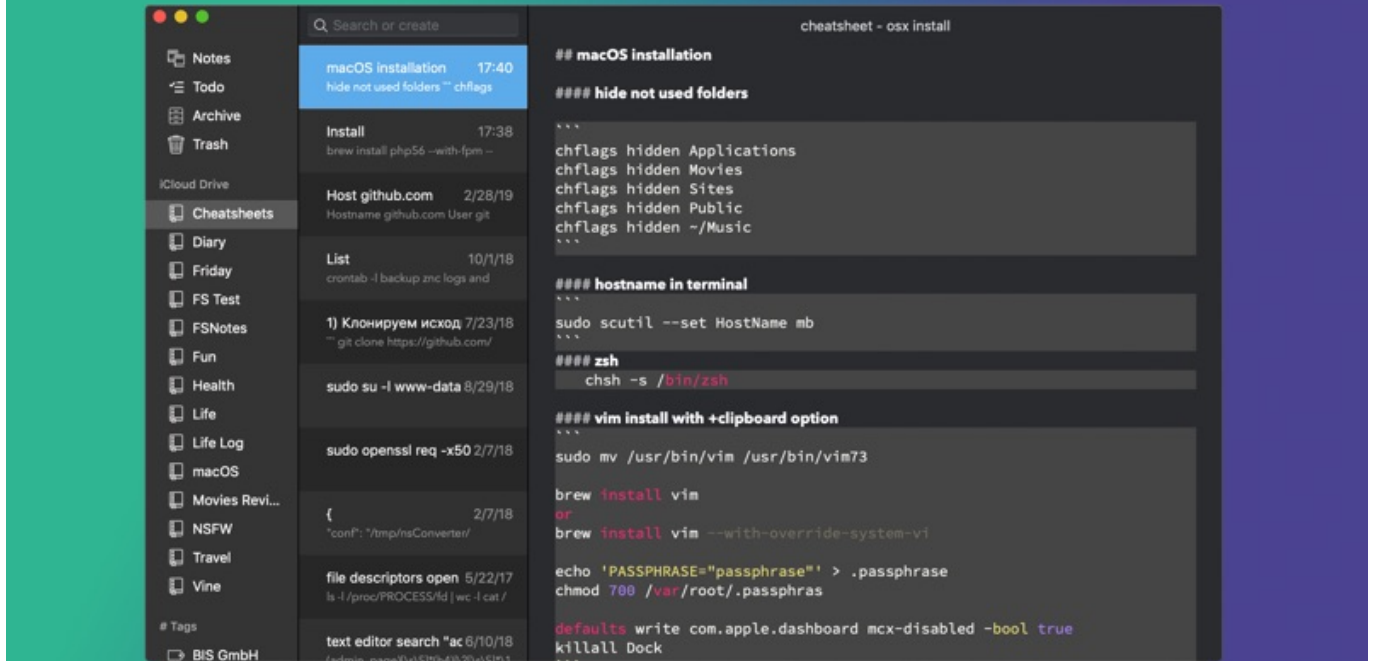 Notes
Todo
Archive
Trash
iCloud Drive
Cheatsheets
Diary
Friday
FS Test
FSNotes
Fun
Health
Life
Life Log
macOS
Movies Revi...
NSFW
Travel
Vine
# Tags
BIS GmbH
Search or create
macOS installation 17:40
hide not used folders ``` chflags
Install 17:38
brew install php56 --with-fpm --
Host github.com 2/28/19
Hostname github.com User git
List 10/1/18
crontab -l backup znc logs and
1) Клонируем исход 7/23/18
``` git clone https://github.com/
sudo su -l www-data 8/29/18
sudo openssl req -x50 2/7/18
{ 2/7/18
"conf": "/tmp/nsConverter/
file descriptors open 5/22/17
ls -l /proc/PROCESS/fd | wc -l cat /
text editor search "ac 6/10/18
cheatsheet - osx install
## macOS installation
#### hide not used folders
```
chflags hidden Applications
chflags hidden Movies
chflags hidden Sites
chflags hidden Public
chflags hidden ~/Music
```
#### hostname in terminal
```
sudo scutil --set HostName mb
```
#### zsh
chsh -s /bin/zsh
#### vim install with +clipboard option
```
sudo mv /usr/bin/vim /usr/bin/vim73
brew install vim
or
brew install vim --with-override-system-vi
echo 'PASSPHRASE="passphrase"' > .passphrase
chmod 700 /var/root/.passphras
defaults write com.apple.dashboard mcx-disabled -bool true
killall Dock